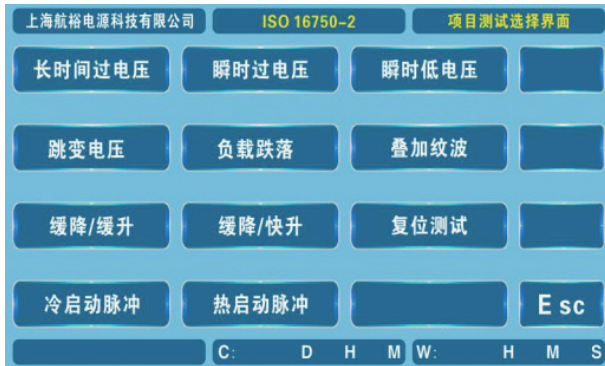 上海航裕电源科技有限公司 ISO 16750-2 项目测试选择界面
长时间过电压 瞬时过电压 瞬时低电压
跳变电压 负载跌落 叠加纹波
缓降/缓升 缓降/快升 复位测试
冷启动脉冲 热启动脉冲 Esc
C: D H M W: H M S